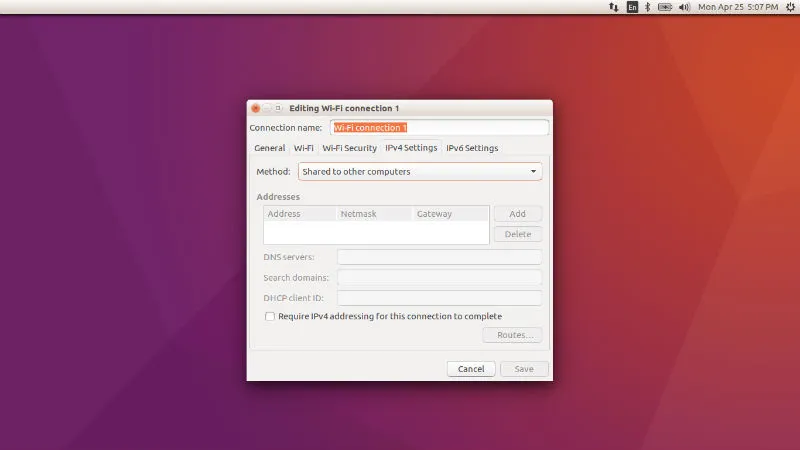 En Mon Apr 25 5:07 PM
Editing Wi-Fi connection 1
Connection name: Wi-Fi connection 1
General Wi-Fi Wi-Fi Security IPv4 Settings IPv6 Settings
Method: Shared to other computers
Addresses
Address Netmask Gateway Add
Delete
DNS servers:
Search domains:
DHCP client ID:
Require IPv4 addressing for this connection to complete
Routes...
Cancel Save